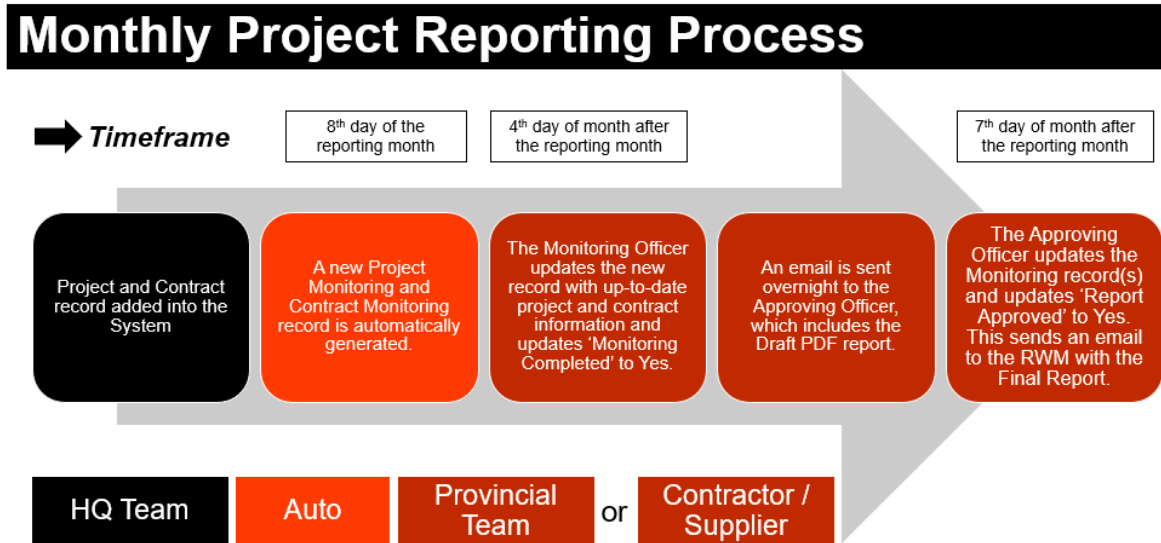 Monthly Project Reporting Process
Timeframe
8th day of the
reporting month
4th day of month after
the reporting month
7th day of month after
the reporting month
Project and Contract
record added into the
System
A new Project
Monitoring and
Contract Monitoring
record is automatically
generated.
The Monitoring Officer
updates the new
record with up-to-date
project and contract
information and
updates ‘Monitoring
Completed’ to Yes.
An email is sent
overnight to the
Approving Officer,
which includes the
Draft PDF report.
The Approving
Officer updates the
Monitoring record(s)
and updates ‘Report
Approved’ to Yes.
This sends an email
to the RWM with the
Final Report.
HQ Team
Auto
Provincial
Team
or
Contractor /
Supplier